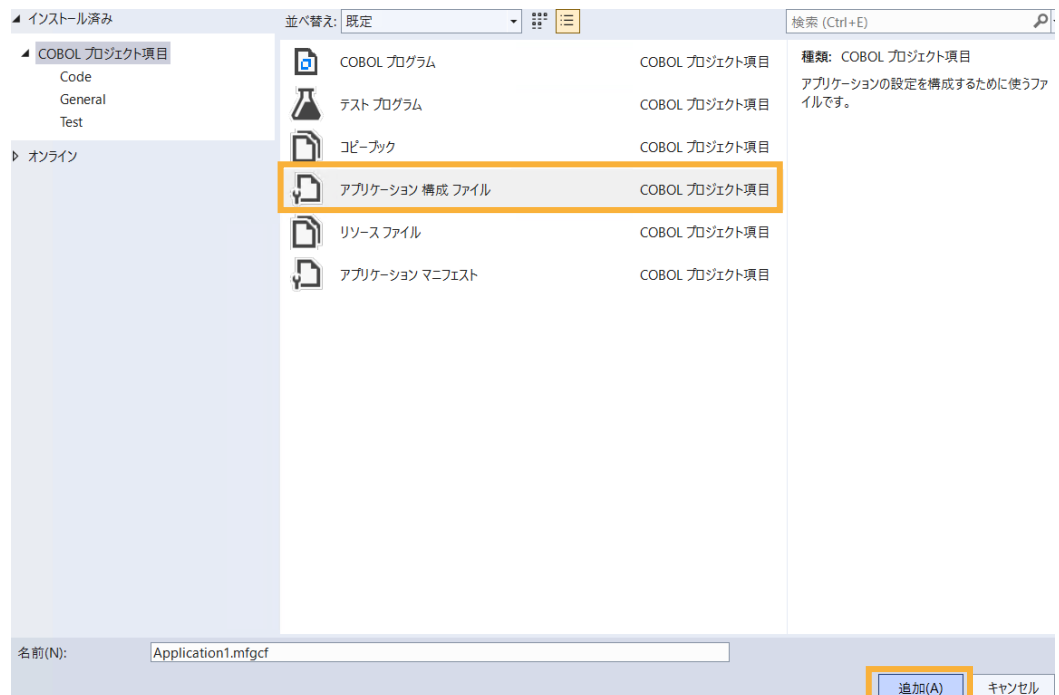 インストール済み
並べ替え: 既定
検索 (Ctrl+E)
COBOL プロジェクト項目
Code
General
Test
オンライン
COBOL プログラム COBOL プロジェクト項目
テスト プログラム COBOL プロジェクト項目
コピーブック COBOL プロジェクト項目
アプリケーション 構成 ファイル COBOL プロジェクト項目
リソース ファイル COBOL プロジェクト項目
アプリケーション マニフェスト COBOL プロジェクト項目
種類: COBOL プロジェクト項目
アプリケーションの設定を構成するために使うファ
イルです。
名前(N): Application1.mfgcf
追加(A) キャンセル